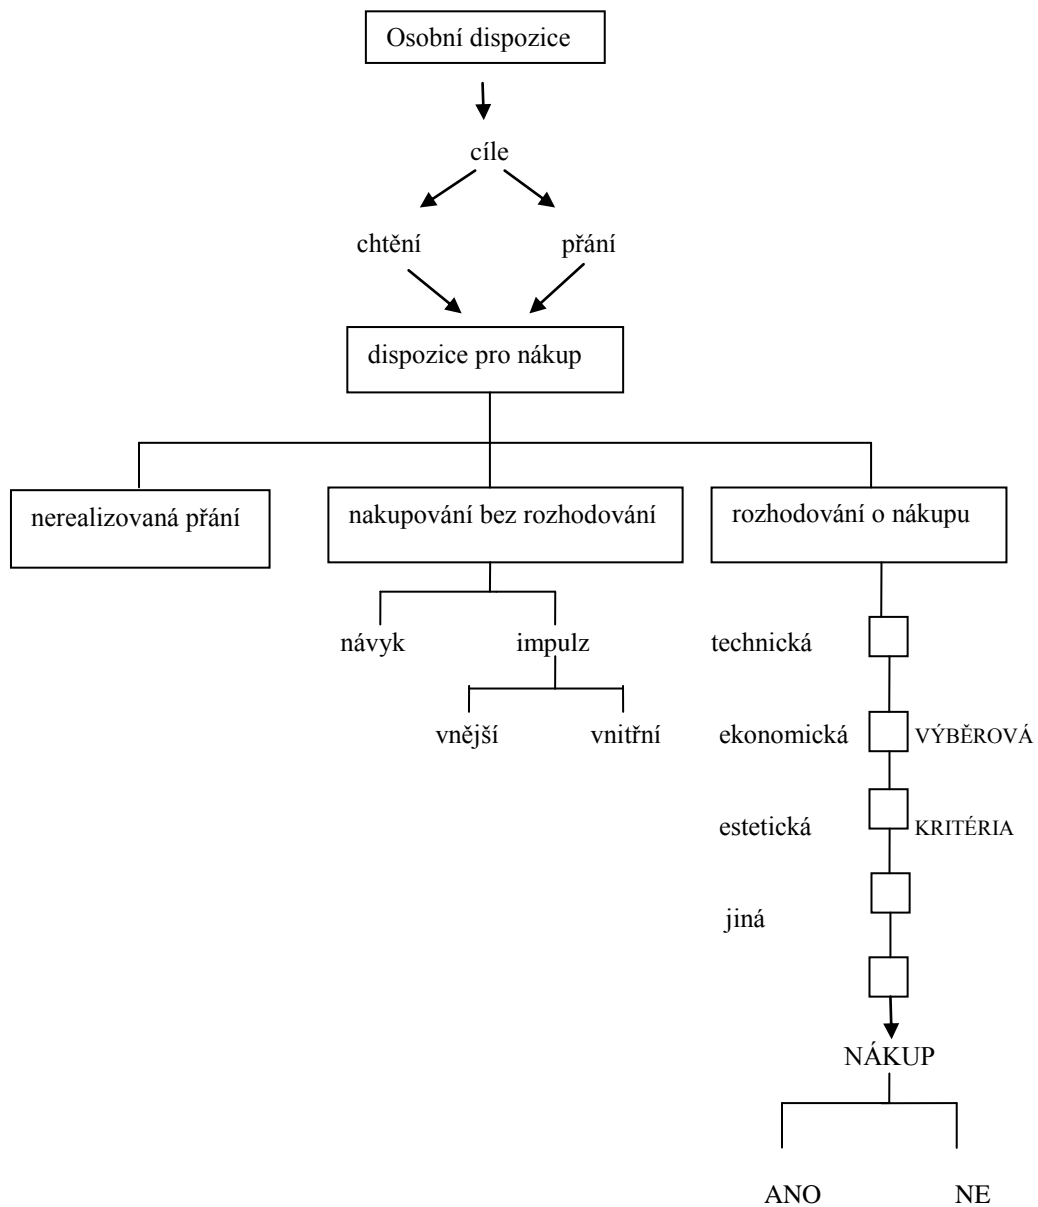 Osobní dispozice
cíle
chtění
přání
dispozice pro nákup
nerealizovaná přání
nakupování bez rozhodování
rozhodování o nákupu
návyk
impulz
vnější
vnitřní
technická
ekonomická
VÝBĚROVÁ
estetická
KRITÉRIA
jiná
NÁKUP
ANO
NE